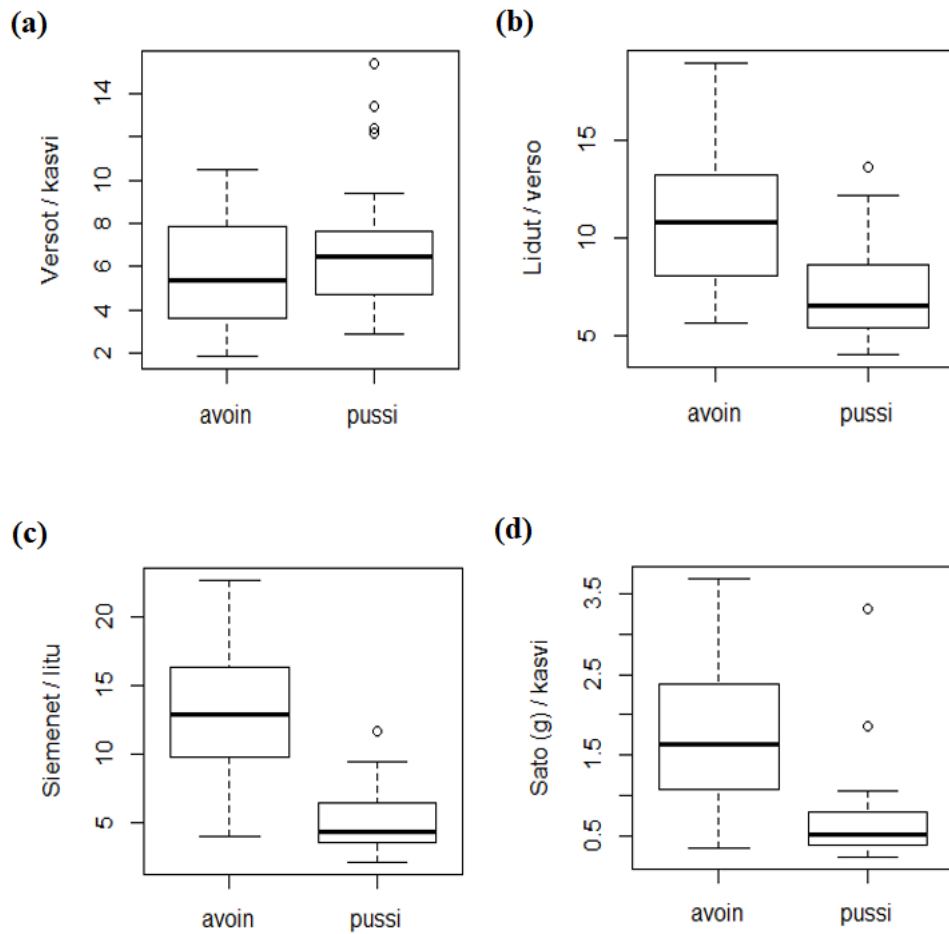 (a)
Versot / kasvi
2
4
6
8
10
14
avoin
pussi
(b)
Lidut / verso
5
10
15
avoin
pussi
(c)
Siemenet / litu
5
10
15
20
avoin
pussi
(d)
Sato (g) / kasvi
0.5
1.5
2.5
3.5
avoin
pussi